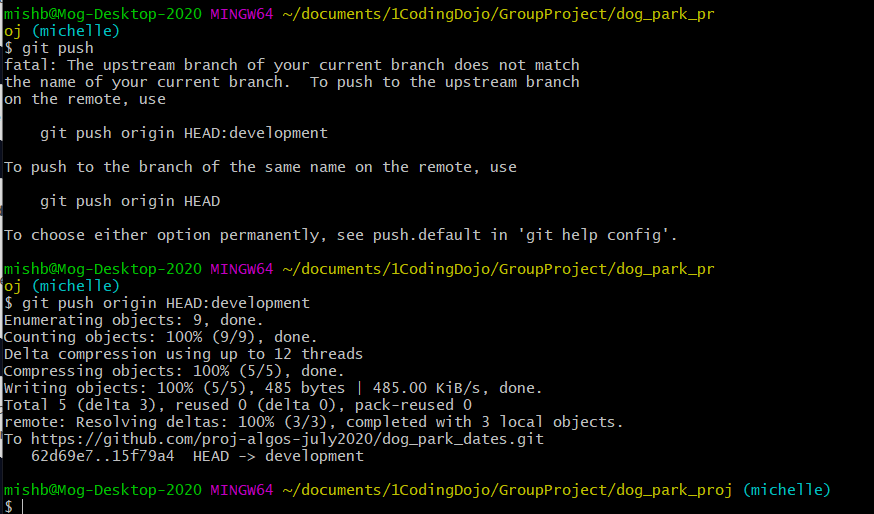 mishb@Mog-Desktop-2020 MINGW64 ~/documents/1CodingDojo/GroupProject/dog_park_pr
oj (michelle)
$ git push
fatal: The upstream branch of your current branch does not match
the name of your current branch.  To push to the upstream branch
on the remote, use
    git push origin HEAD:development
To push to the branch of the same name on the remote, use
    git push origin HEAD
To choose either option permanently, see push.default in 'git help config'.
mishb@Mog-Desktop-2020 MINGW64 ~/documents/1CodingDojo/GroupProject/dog_park_pr
oj (michelle)
$ git push origin HEAD:development
Enumerating objects: 9, done.
Counting objects: 100% (9/9), done.
Delta compression using up to 12 threads
Compressing objects: 100% (5/5), done.
Writing objects: 100% (5/5), 485 bytes | 485.00 KiB/s, done.
Total 5 (delta 3), reused 0 (delta 0), pack-reused 0
remote: Resolving deltas: 100% (3/3), completed with 3 local objects.
To https://github.com/proj-algos-july2020/dog_park_dates.git
   62d69e7..15f79a4  HEAD -> development
mishb@Mog-Desktop-2020 MINGW64 ~/documents/1CodingDojo/GroupProject/dog_park_proj (michelle)
$